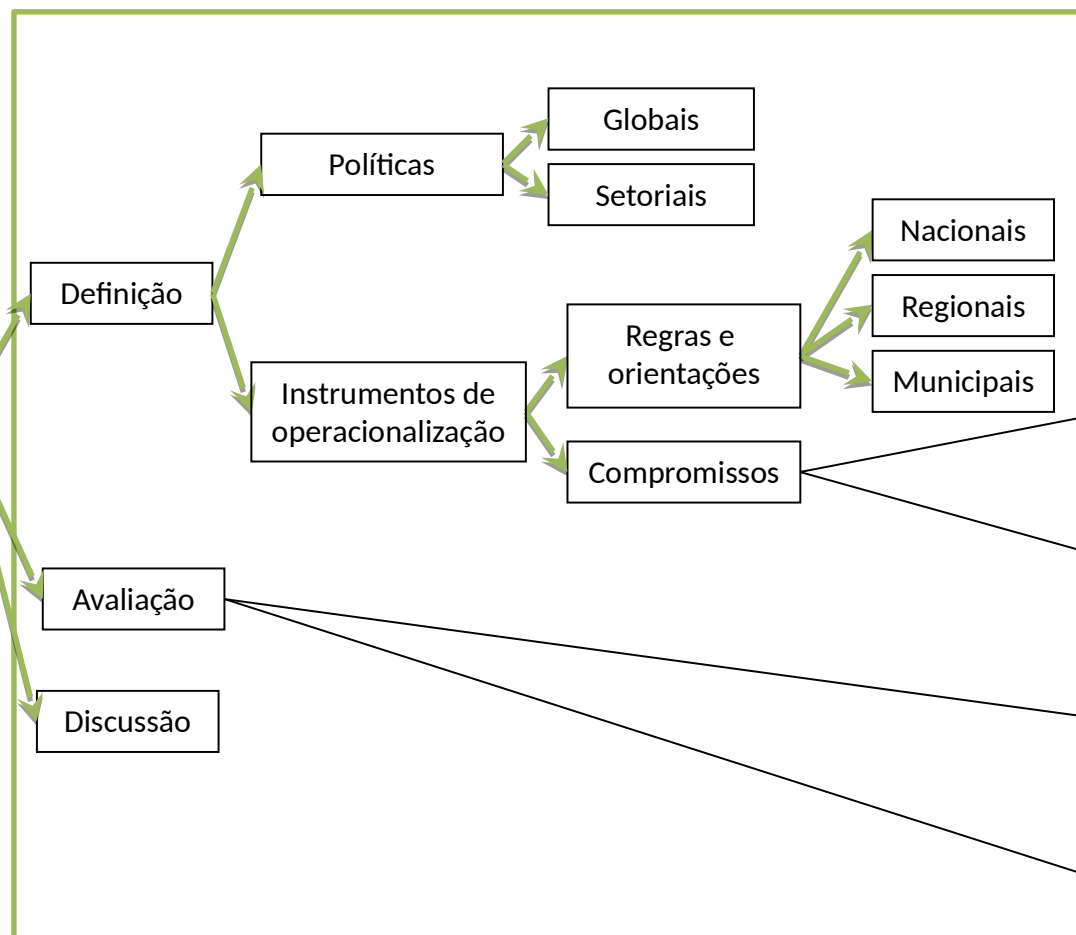 Globais
Políticas
Setoriais
Nacionais
Definição
Regionais
Regras e
orientações
Municipais
Instrumentos de
operacionalização
Compromissos
Avaliação
Discussão